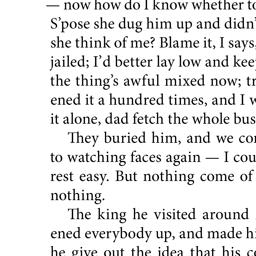 — now how do I know whether to
S’pose she dug him up and didn’
she think of me? Blame it, I says,
jailed; I’d better lay low and kee
the thing’s awful mixed now; tr
ened it a hundred times, and I w
it alone, dad fetch the whole bus
They buried him, and we com
to watching faces again — I cou
rest easy. But nothing come of
nothing.
The king he visited around
ened everybody up, and made hi
he give out the idea that his co